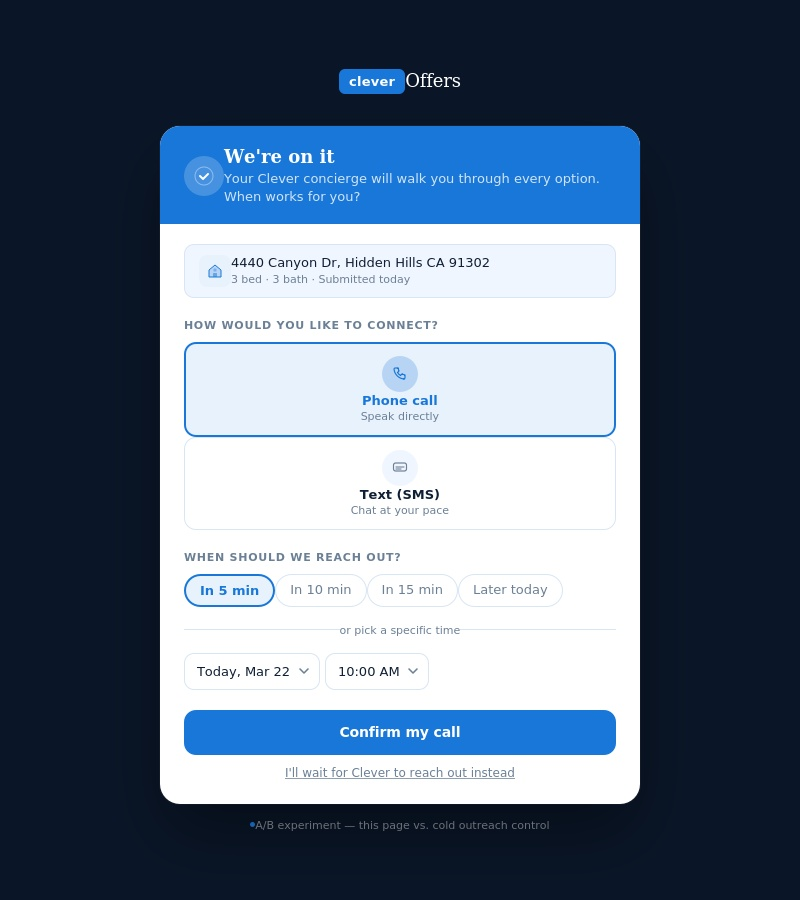 clever Offers
We're on it
Your Clever concierge will walk you through every option.
When works for you?
4440 Canyon Dr, Hidden Hills CA 91302
3 bed · 3 bath · Submitted today
HOW WOULD YOU LIKE TO CONNECT?
Phone call
Speak directly
Text (SMS)
Chat at your pace
WHEN SHOULD WE REACH OUT?
In 5 min In 10 min In 15 min Later today
or pick a specific time
Today, Mar 22 10:00 AM
Confirm my call
I'll wait for Clever to reach out instead
A/B experiment — this page vs. cold outreach control